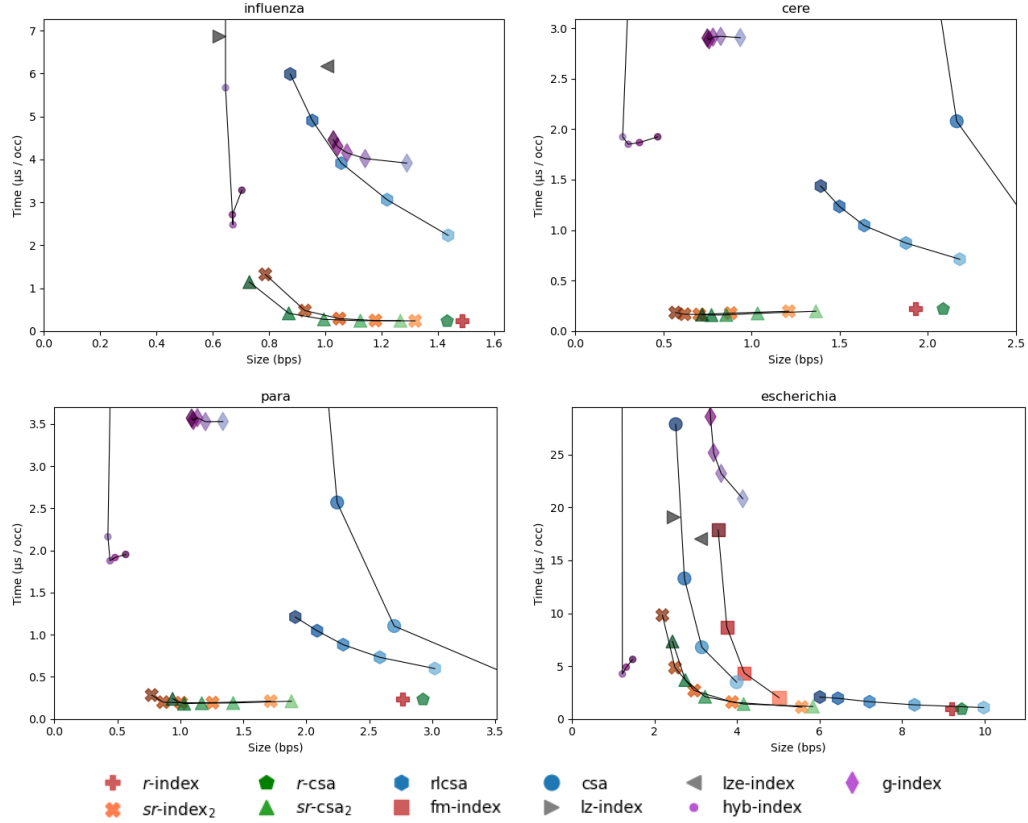 influenza
cere
7
6
5
4
3
2
1
0
Time (µs / occ)
0.0 0.2 0.4 0.6 0.8 1.0 1.2 1.4 1.6
Size (bps)
3.0
2.5
2.0
1.5
1.0
0.5
0.0
Time (µs / occ)
0.0 0.5 1.0 1.5 2.0 2.5
Size (bps)
para
escherichia
3.5
3.0
2.5
2.0
1.5
1.0
0.5
0.0
Time (µs / occ)
0.0 0.5 1.0 1.5 2.0 2.5 3.0 3.5
Size (bps)
25
20
15
10
5
0
Time (µs / occ)
0 2 4 6 8 10
Size (bps)
r-index r-csa rlcsa csa lze-index g-index
sr-index₂ sr-csa₂ fm-index lz-index hyb-index